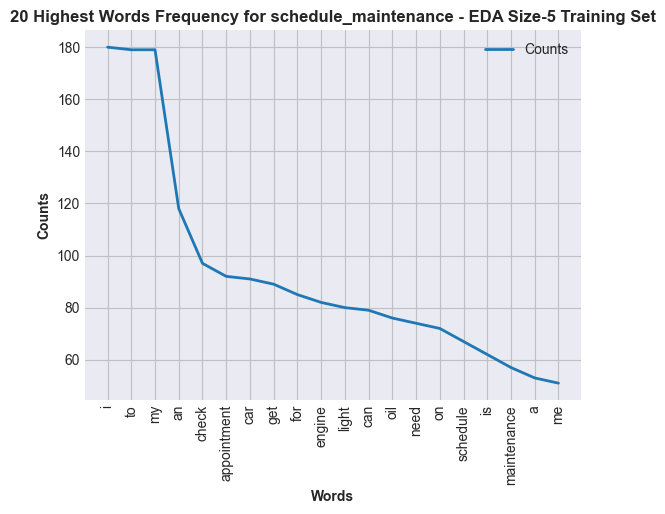 20 Highest Words Frequency for schedule_maintenance - EDA Size-5 Training Set
Counts
180
160
140
120
100
80
60
Counts
i
to
my
an
check
appointment
car
get
for
engine
light
can
oil
need
on
schedule
is
maintenance
a
me
Words